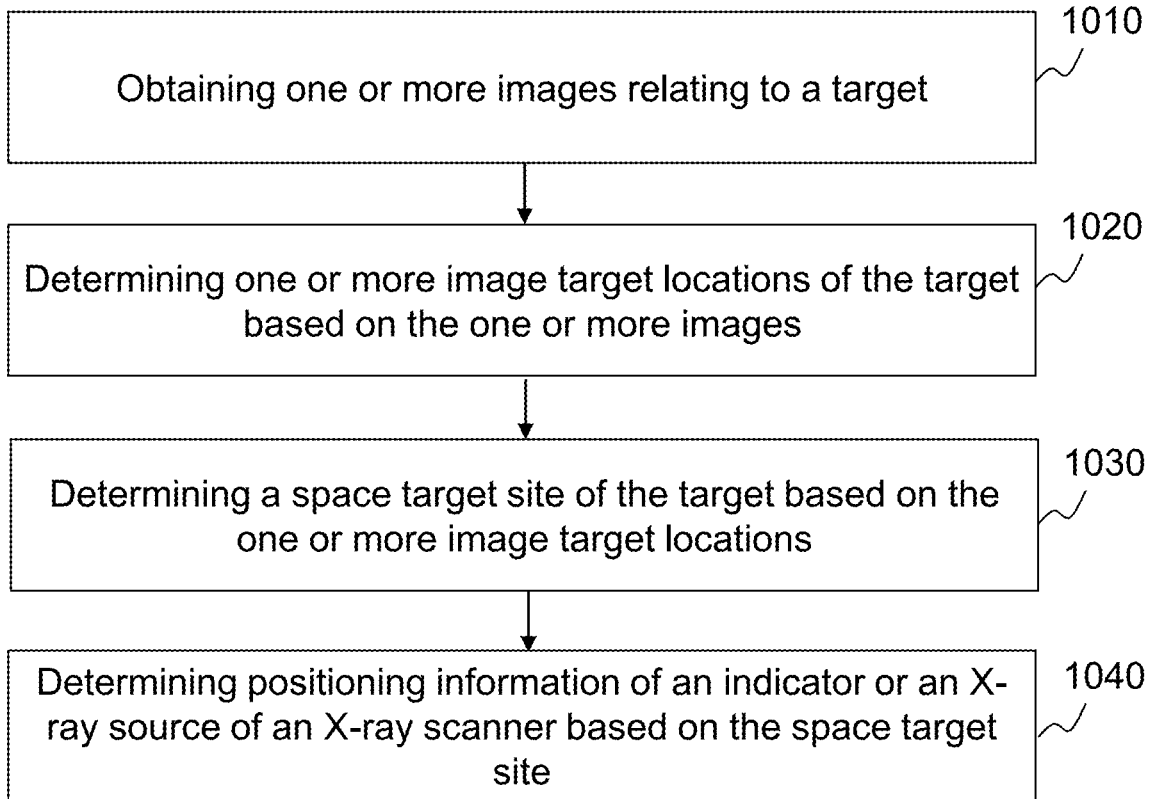 1010
Obtaining one or more images relating to a target
1020
Determining one or more image target locations of the target
based on the one or more images
1030
Determining a space target site of the target based on the
one or more image target locations
1040
Determining positioning information of an indicator or an X-
ray source of an X-ray scanner based on the space target
site